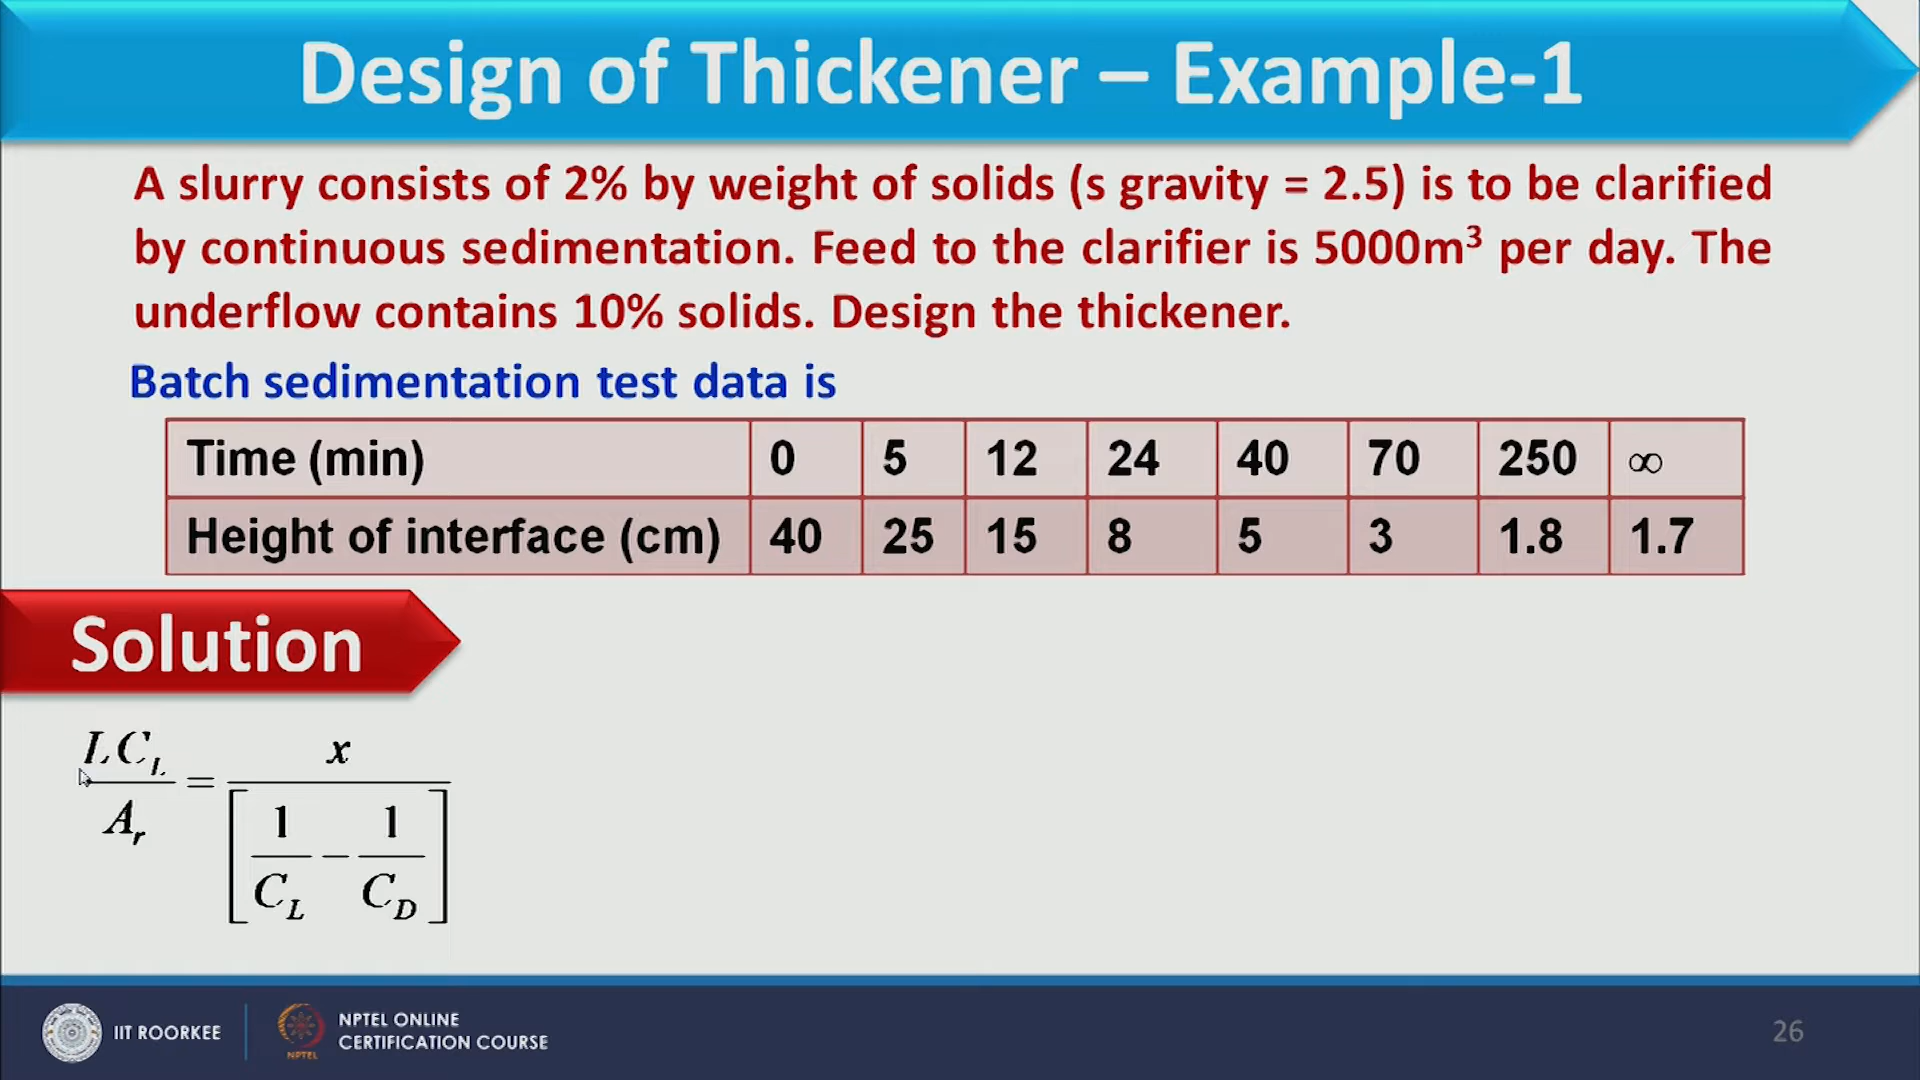 Design of Thickener – Example-1
A slurry consists of 2% by weight of solids (s gravity = 2.5) is to be clarified
by continuous sedimentation. Feed to the clarifier is 5000m³ per day. The
underflow contains 10% solids. Design the thickener.
Batch sedimentation test data is
Time (min) 0 5 12 24 40 70 250 ∞
Height of interface (cm) 40 25 15 8 5 3 1.8 1.7
Solution
LC_L / A_r = x / [1/C_L − 1/C_D]
IIT ROORKEE
NPTEL
NPTEL ONLINE
CERTIFICATION COURSE
26